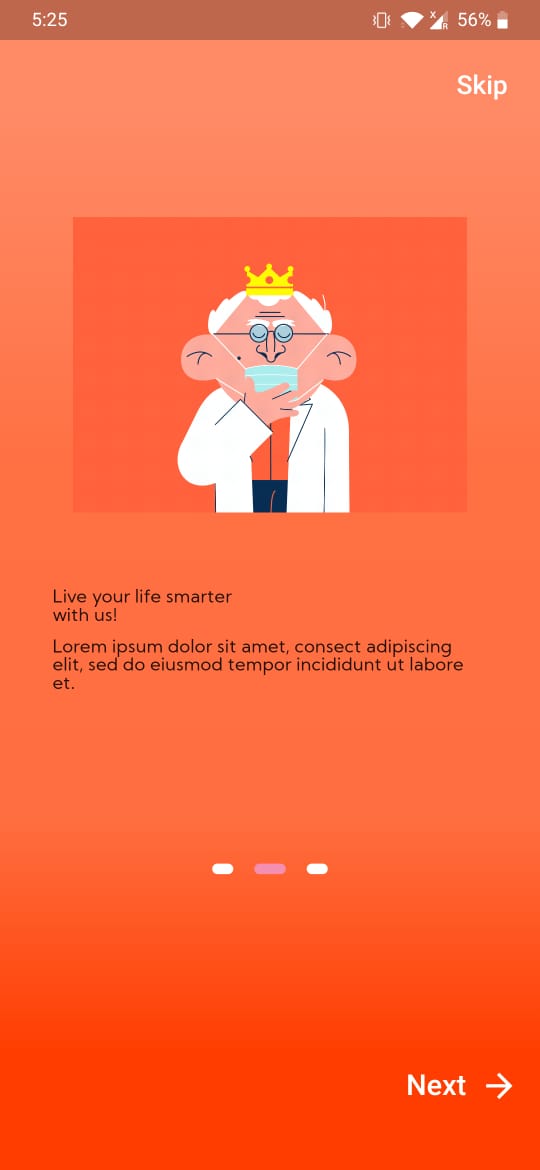 5:25
X
R
56%
Skip
Live your life smarter
with us!
Lorem ipsum dolor sit amet, consect adipiscing
elit, sed do eiusmod tempor incididunt ut labore
et.
Next